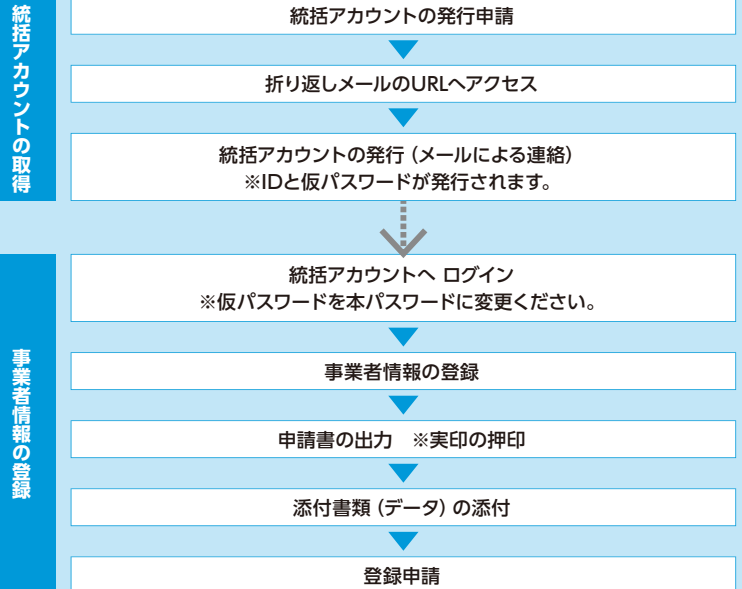 統括アカウントの取得
統括アカウントの発行申請
折り返しメールのURLへアクセス
統括アカウントの発行（メールによる連絡）
※IDと仮パスワードが発行されます。
事業者情報の登録
統括アカウントへ ログイン
※仮パスワードを本パスワードに変更ください。
事業者情報の登録
申請書の出力　※実印の押印
添付書類（データ）の添付
登録申請